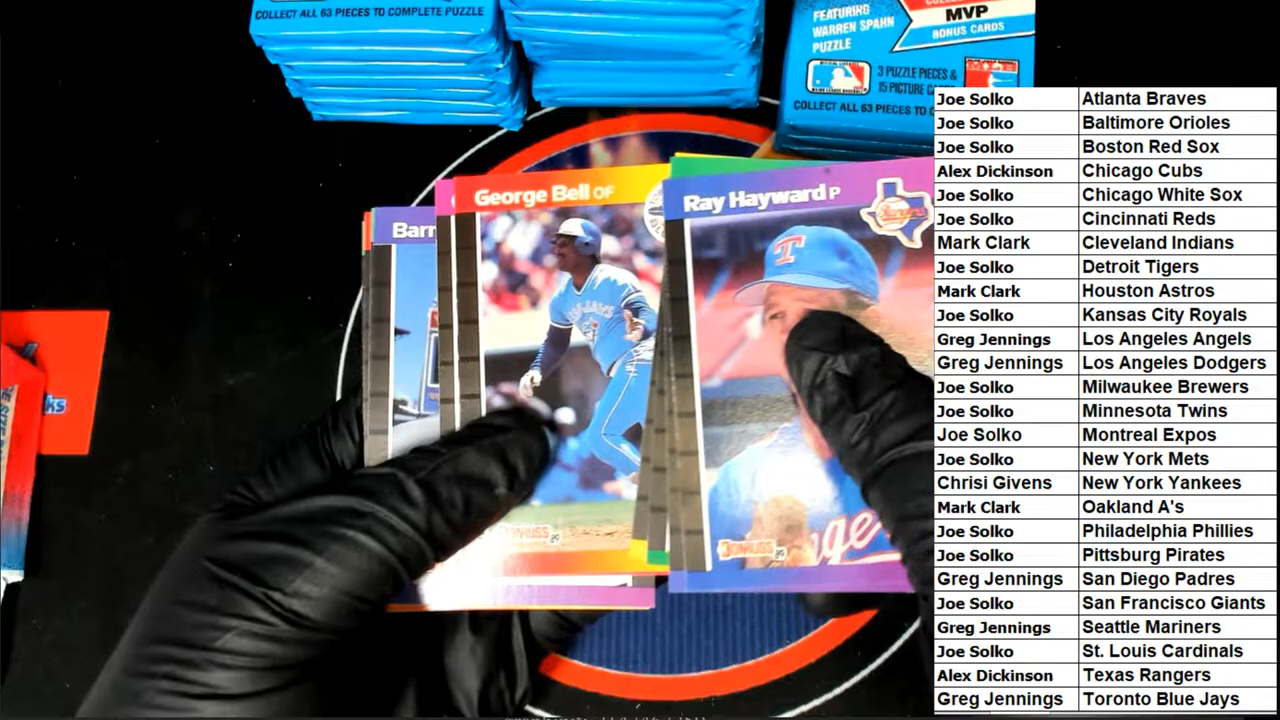 COLLECT ALL 63 PIECES TO COMPLETE PUZZLE
FEATURING
WARREN SPAHN
PUZZLE
MVP
BONUS CARDS
3 PUZZLE PIECES &
15 PICTURE
COLLECT ALL 63 PIECES TO
George Bell OF
Ray Hayward P
Rangers
Barr
T
DONRUSS 89
DONRUSS 89
ks
Joe Solko Atlanta Braves
Joe Solko Baltimore Orioles
Joe Solko Boston Red Sox
Alex Dickinson Chicago Cubs
Joe Solko Chicago White Sox
Joe Solko Cincinnati Reds
Mark Clark Cleveland Indians
Joe Solko Detroit Tigers
Mark Clark Houston Astros
Joe Solko Kansas City Royals
Greg Jennings Los Angeles Angels
Greg Jennings Los Angeles Dodgers
Joe Solko Milwaukee Brewers
Joe Solko Minnesota Twins
Joe Solko Montreal Expos
Joe Solko New York Mets
Chrisi Givens New York Yankees
Mark Clark Oakland A's
Joe Solko Philadelphia Phillies
Joe Solko Pittsburg Pirates
Greg Jennings San Diego Padres
Joe Solko San Francisco Giants
Greg Jennings Seattle Mariners
Joe Solko St. Louis Cardinals
Alex Dickinson Texas Rangers
Greg Jennings Toronto Blue Jays